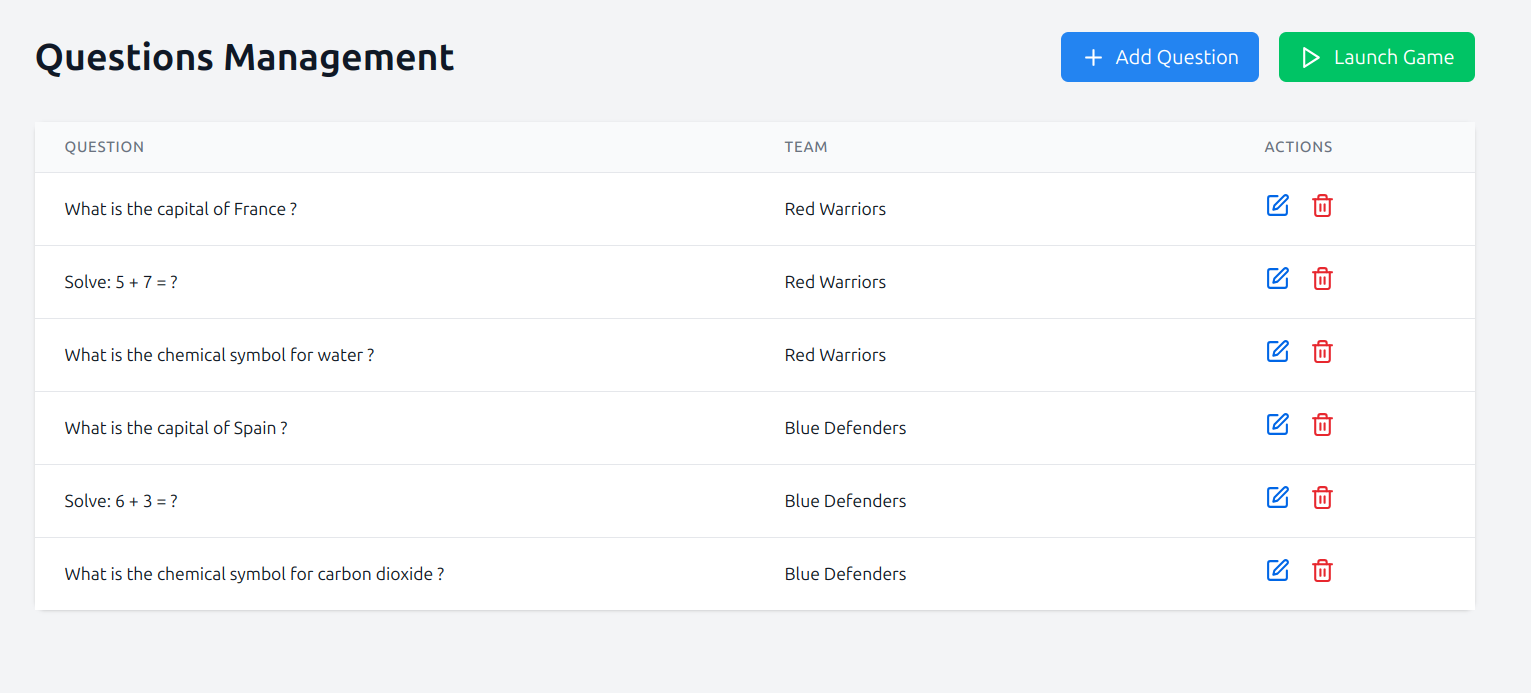 Questions Management
Add Question
Launch Game
QUESTION TEAM ACTIONS
What is the capital of France ? Red Warriors
Solve: 5 + 7 = ? Red Warriors
What is the chemical symbol for water ? Red Warriors
What is the capital of Spain ? Blue Defenders
Solve: 6 + 3 = ? Blue Defenders
What is the chemical symbol for carbon dioxide ? Blue Defenders